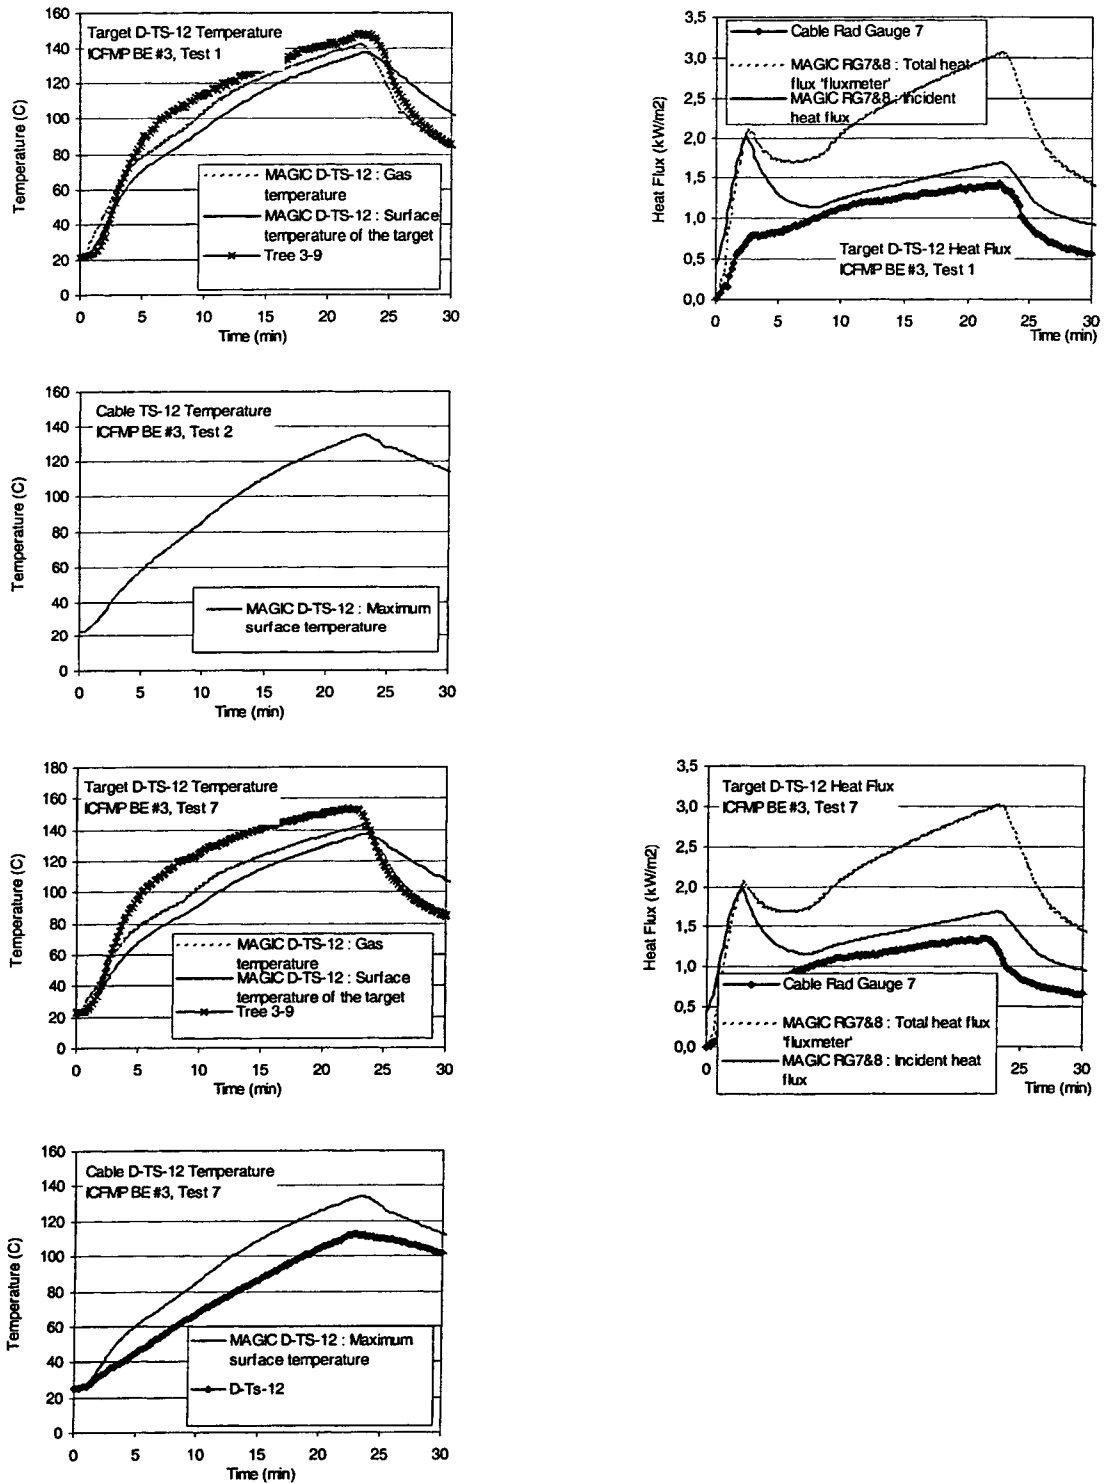 Target D-TS-12 Temperature
ICFMP BE #3, Test 1
Temperature (C)
160
140
120
100
80
60
40
20
0
MAGIC D-TS-12 : Gas
temperature
MAGIC D-TS-12 : Surface
temperature of the target
Tree 3-9
0 5 10 15 20 25 30
Time (min)
Heat Flux (kW/m2)
3,5
3,0
2,5
2,0
1,5
1,0
0,5
0,0
Cable Rad Gauge 7
MAGIC RG7&8 : Total heat
flux 'fluxmeter'
MAGIC RG7&8 : Incident
heat flux
Target D-TS-12 Heat Flux
ICFMP BE #3, Test 1
0 5 10 15 20 25 30
Time (min)
Cable TS-12 Temperature
ICFMP BE #3, Test 2
Temperature (C)
160
140
120
100
80
60
40
20
0
MAGIC D-TS-12 : Maximum
surface temperature
0 5 10 15 20 25 30
Time (min)
Target D-TS-12 Temperature
ICFMP BE #3, Test 7
Temperature (C)
180
160
140
120
100
80
60
40
20
0
MAGIC D-TS-12 : Gas
temperature
MAGIC D-TS-12 : Surface
temperature of the target
Tree 3-9
0 5 10 15 20 25 30
Time (min)
Target D-TS-12 Heat Flux
ICFMP BE #3, Test 7
Heat Flux (kW/m2)
3,5
3,0
2,5
2,0
1,5
1,0
0,5
0,0
Cable Rad Gauge 7
MAGIC RG7&8 : Total heat flux
'fluxmeter'
MAGIC RG7&8 : Incident heat
flux
0 25 30
Time (min)
Cable D-TS-12 Temperature
ICFMP BE #3, Test 7
Temperature (C)
160
140
120
100
80
60
40
20
0
MAGIC D-TS-12 : Maximum
surface temperature
D-Ts-12
0 5 10 15 20 25 30
Time (min)